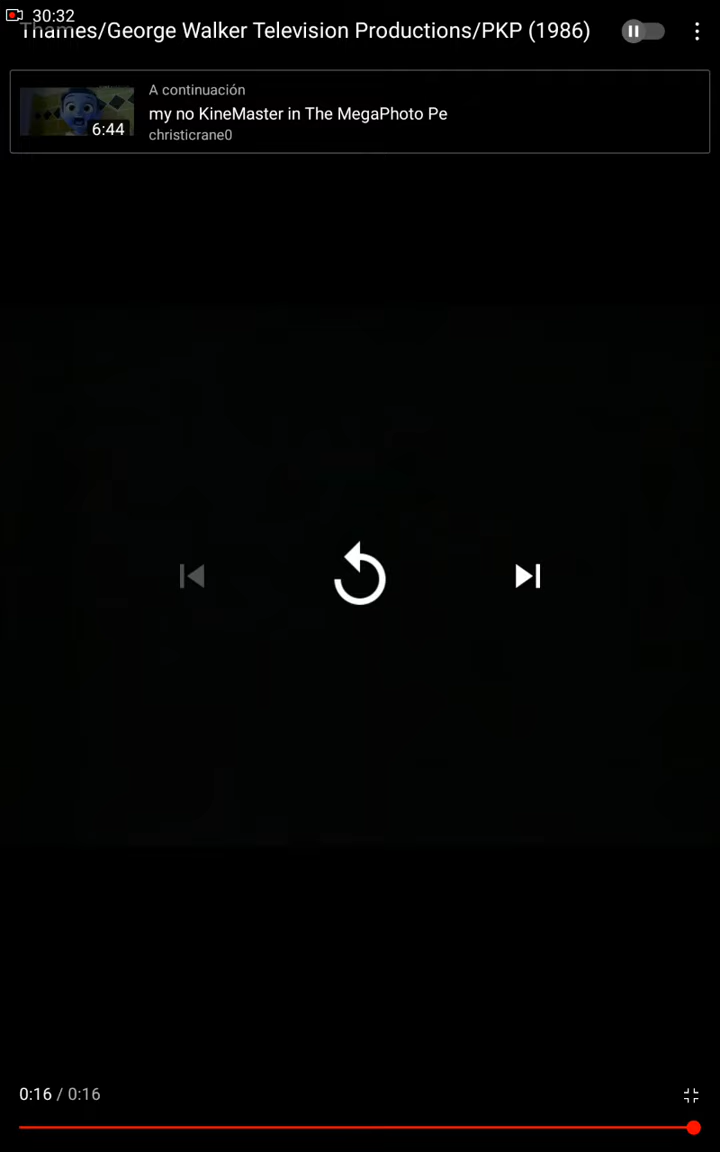 30:32
Thames/George Walker Television Productions/PKP (1986)
A continuación
my no KineMaster in The MegaPhoto Pe
christicrane0
6:44
0:16 / 0:16